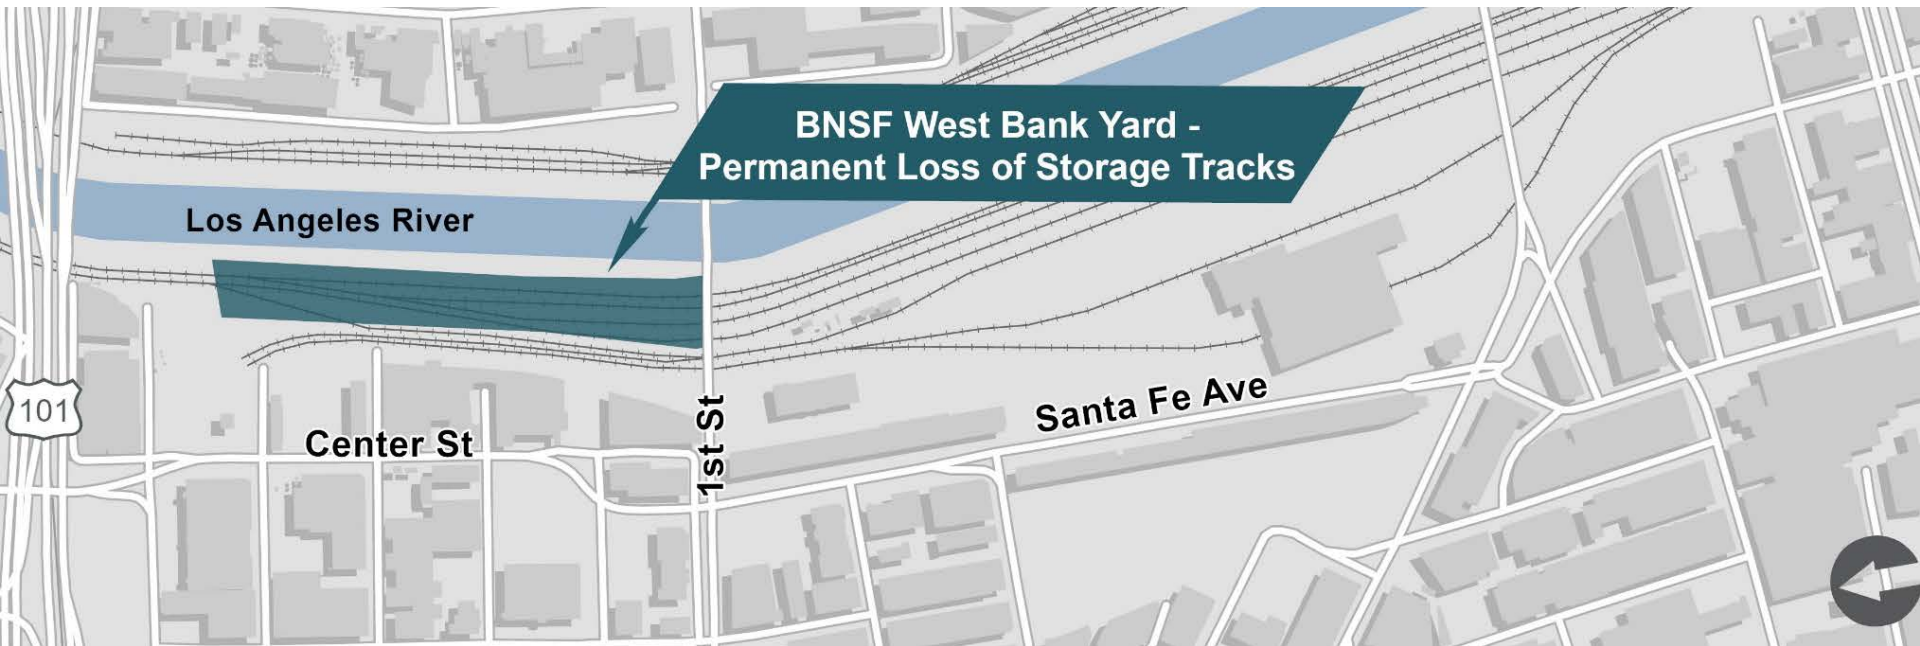 BNSF West Bank Yard -
Permanent Loss of Storage Tracks
Los Angeles River
101
Center St
1st St
Santa Fe Ave